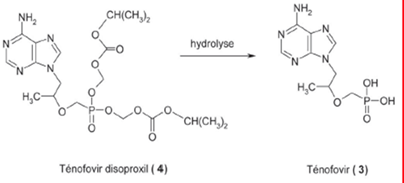 NH₂
N
N
N
N
H₃C
O
P
O
O
O
O
O
O
O
CH(CH₃)₂
O
O
O
CH(CH₃)₂
hydrolyse
NH₂
N
N
N
N
H₃C
O
P
OH
OH
O
Ténofovir disoproxil (4)
Ténofovir (3)